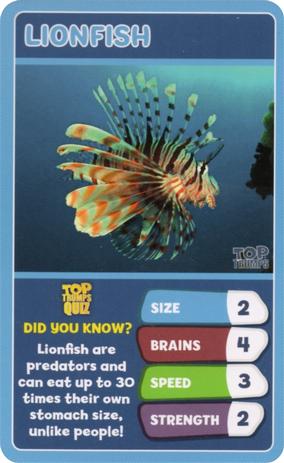 LIONFISH
TOP
TRUMPS
TOP
TRUMPS
QUIZ
DID YOU KNOW?
Lionfish are
predators and
can eat up to 30
times their own
stomach size,
unlike people!
SIZE 2
BRAINS 4
SPEED 3
STRENGTH 2